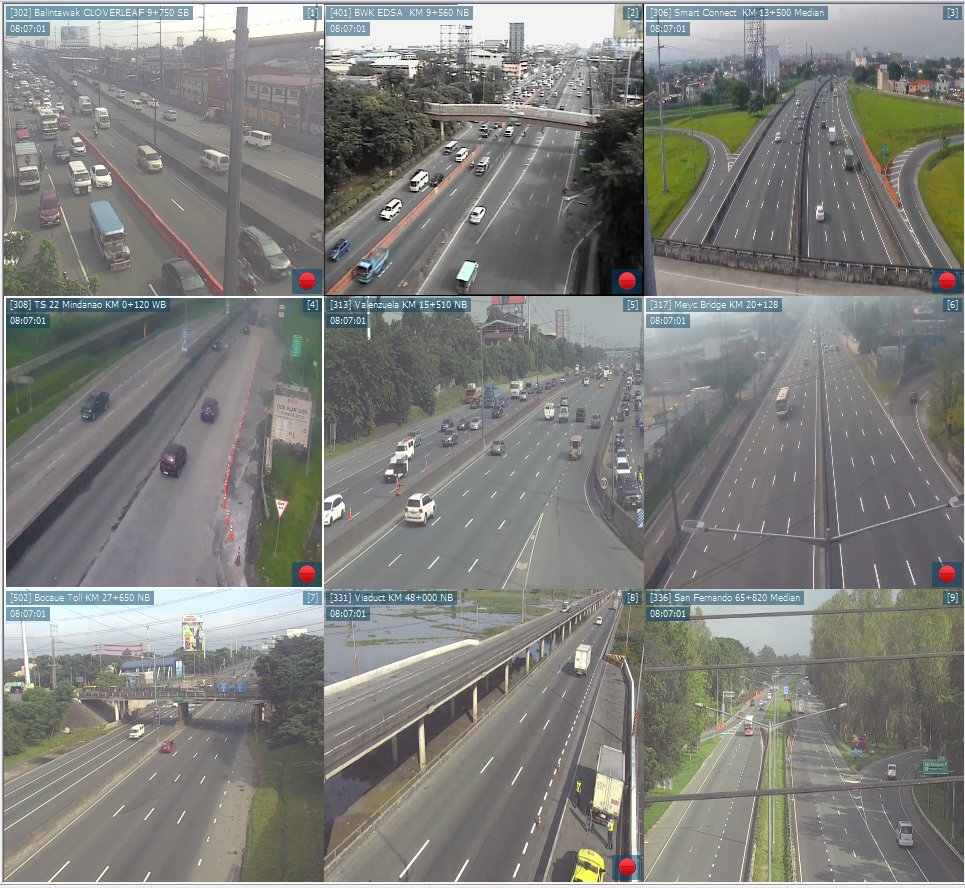 [302] Balintawak CLOVERLEAF 9+750 SB [1]
08:07:01
[401] BWK EDSA KM 9+560 NB [2]
08:07:01
[306] Smart Connect KM 13+500 Median [3]
08:07:01
[308] TS 22 Mindanao KM 0+120 WB [4]
08:07:01
[313] Valenzuela KM 15+510 NB [5]
08:07:01
[317] Meyc Bridge KM 20+128 [6]
08:07:01
[502] Bocaue Toll KM 27+650 NB [7]
08:07:01
[331] Viaduct KM 48+000 NB [8]
08:07:01
[336] San Fernando 65+820 Median [9]
08:07:01